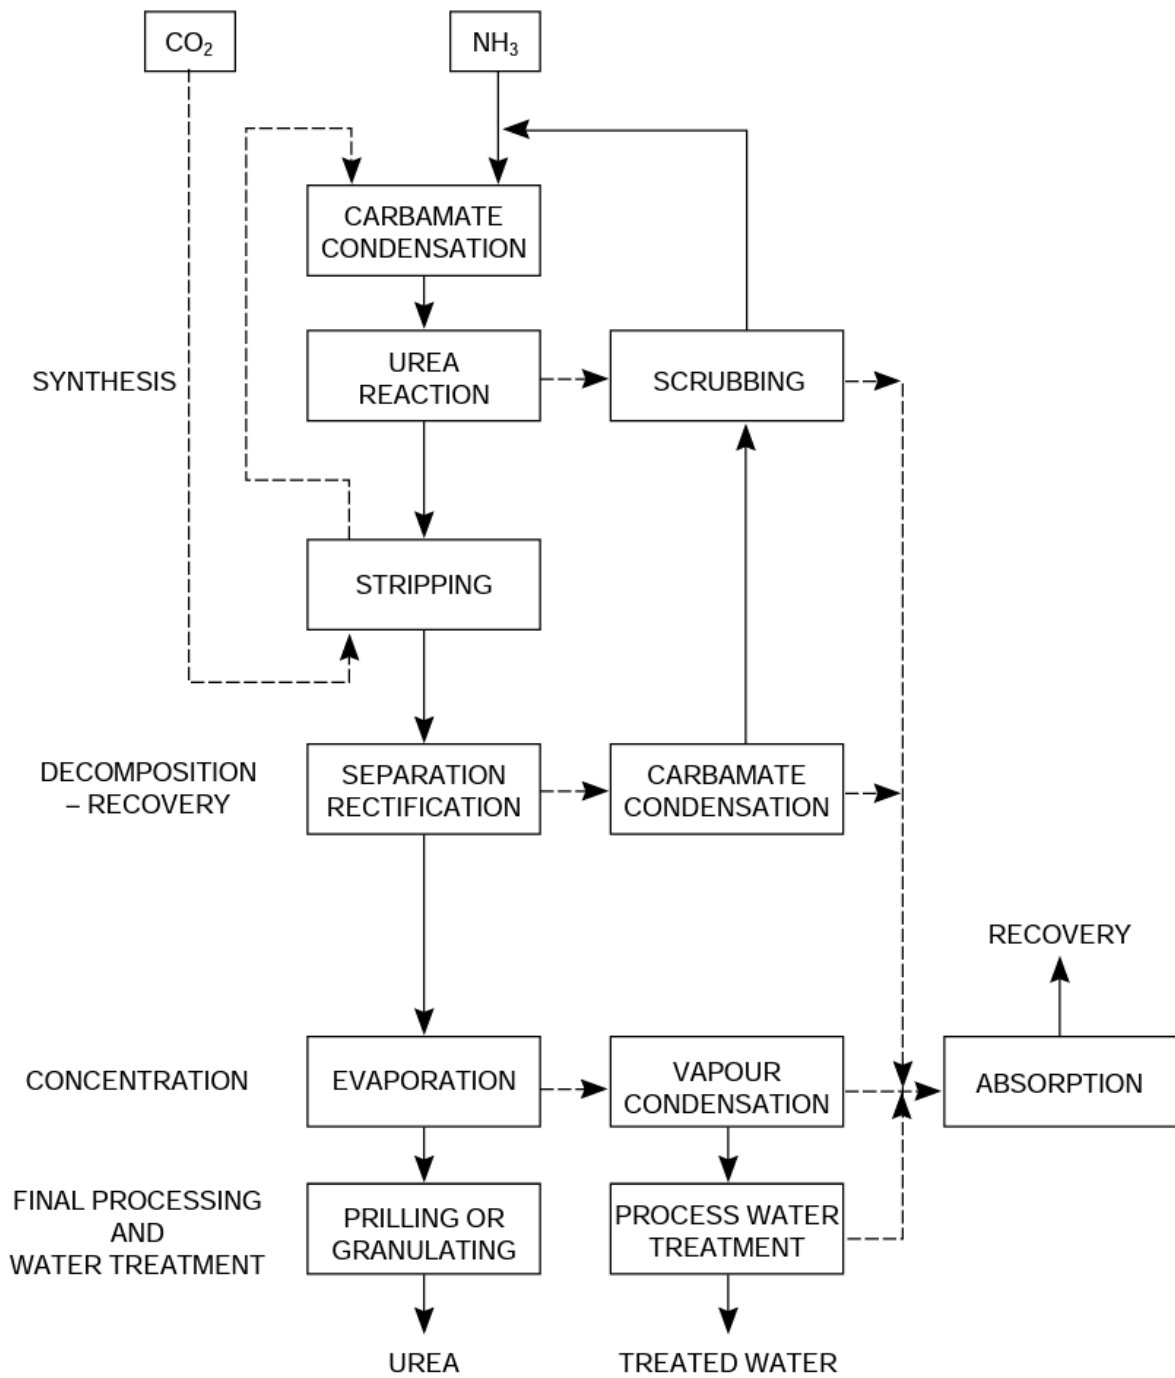 CO₂
NH₃
CARBAMATE
CONDENSATION
SYNTHESIS
UREA
REACTION
SCRUBBING
STRIPPING
DECOMPOSITION
– RECOVERY
SEPARATION
RECTIFICATION
CARBAMATE
CONDENSATION
RECOVERY
CONCENTRATION
EVAPORATION
VAPOUR
CONDENSATION
ABSORPTION
FINAL PROCESSING
AND
WATER TREATMENT
PRILLING OR
GRANULATING
PROCESS WATER
TREATMENT
UREA
TREATED WATER